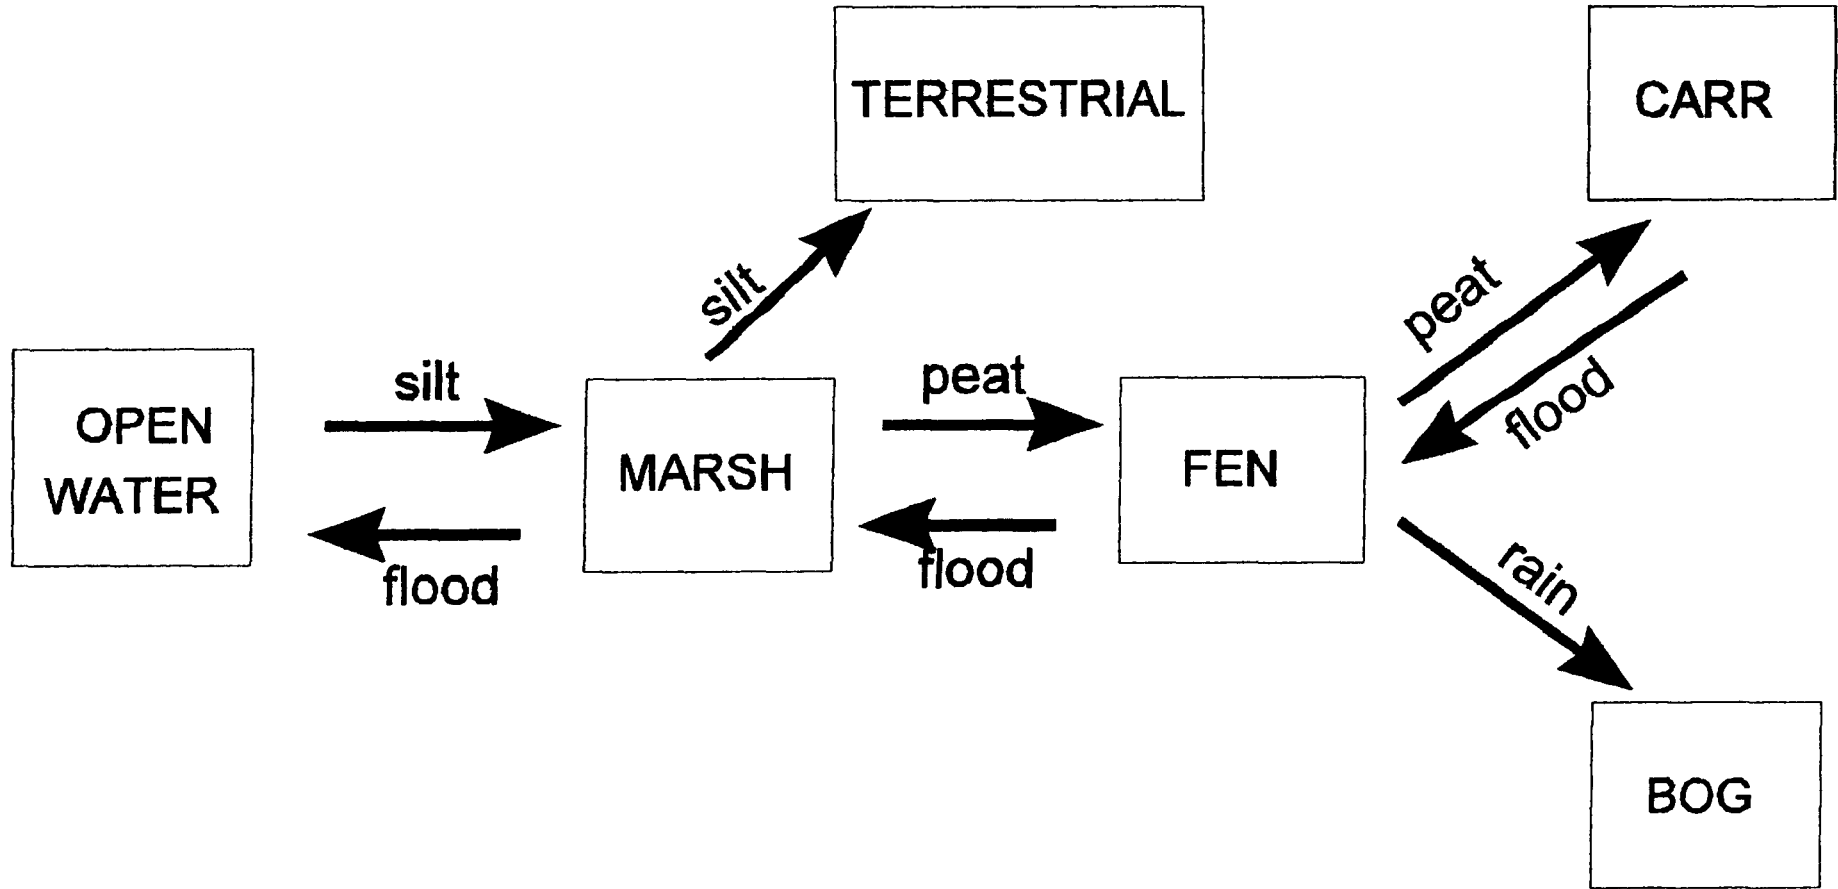 TERRESTRIAL
CARR
silt
peat
silt
peat
OPEN
WATER
MARSH
FEN
flood
flood
flood
rain
BOG